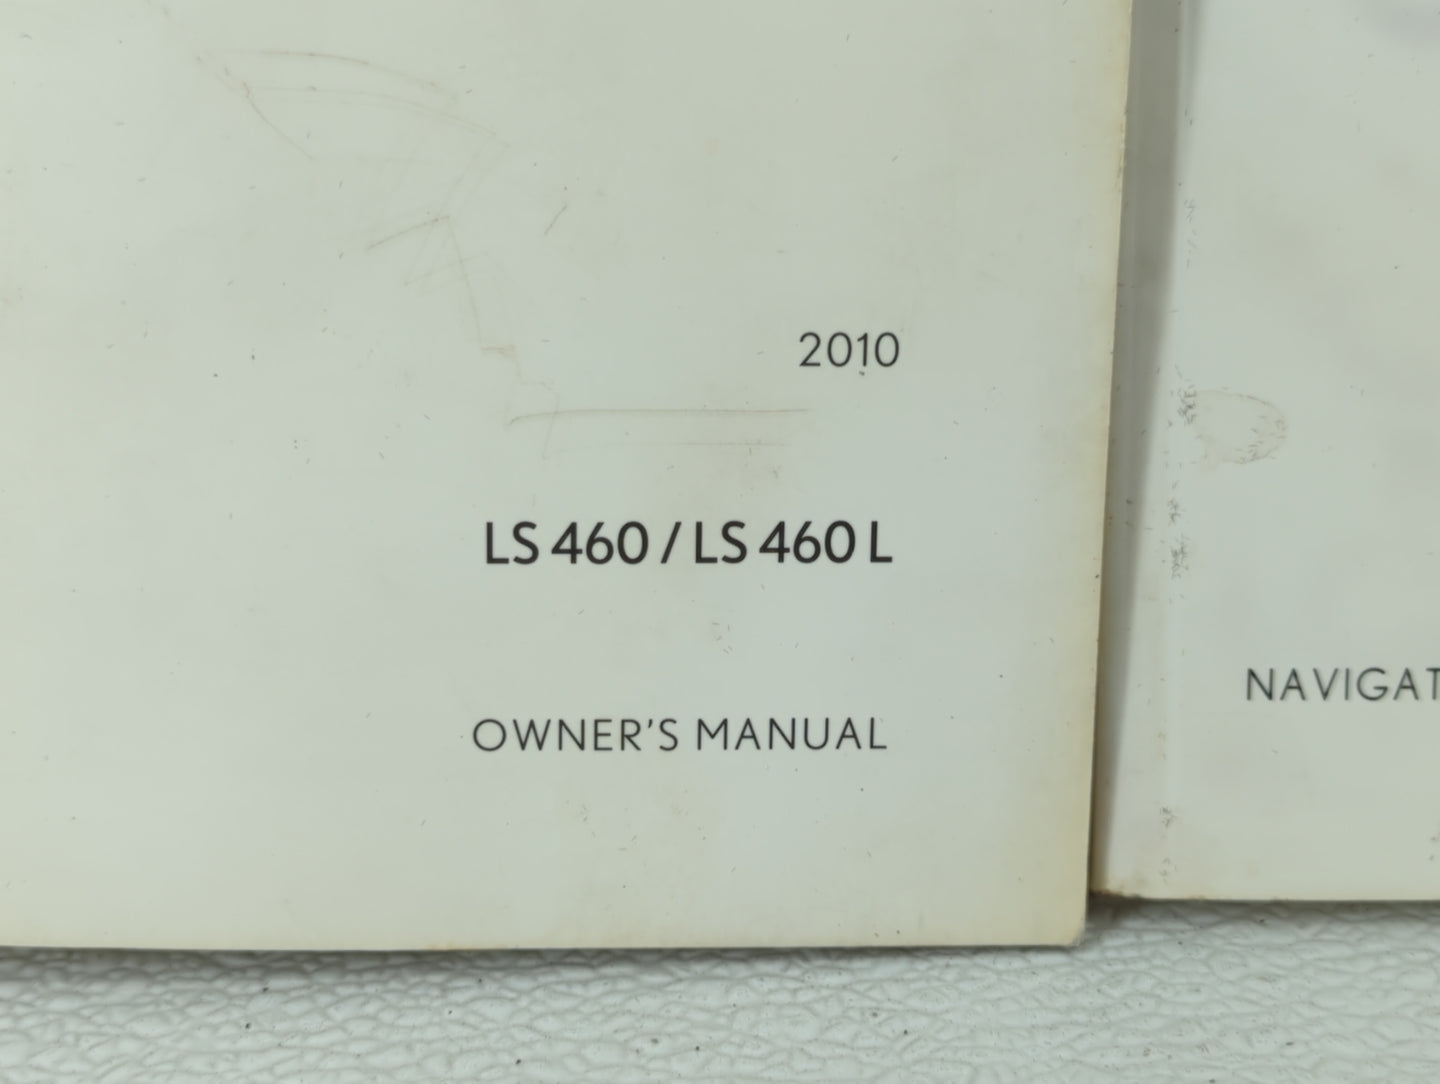 2010
LS 460 / LS 460 L
OWNER'S MANUAL
NAVIGAT